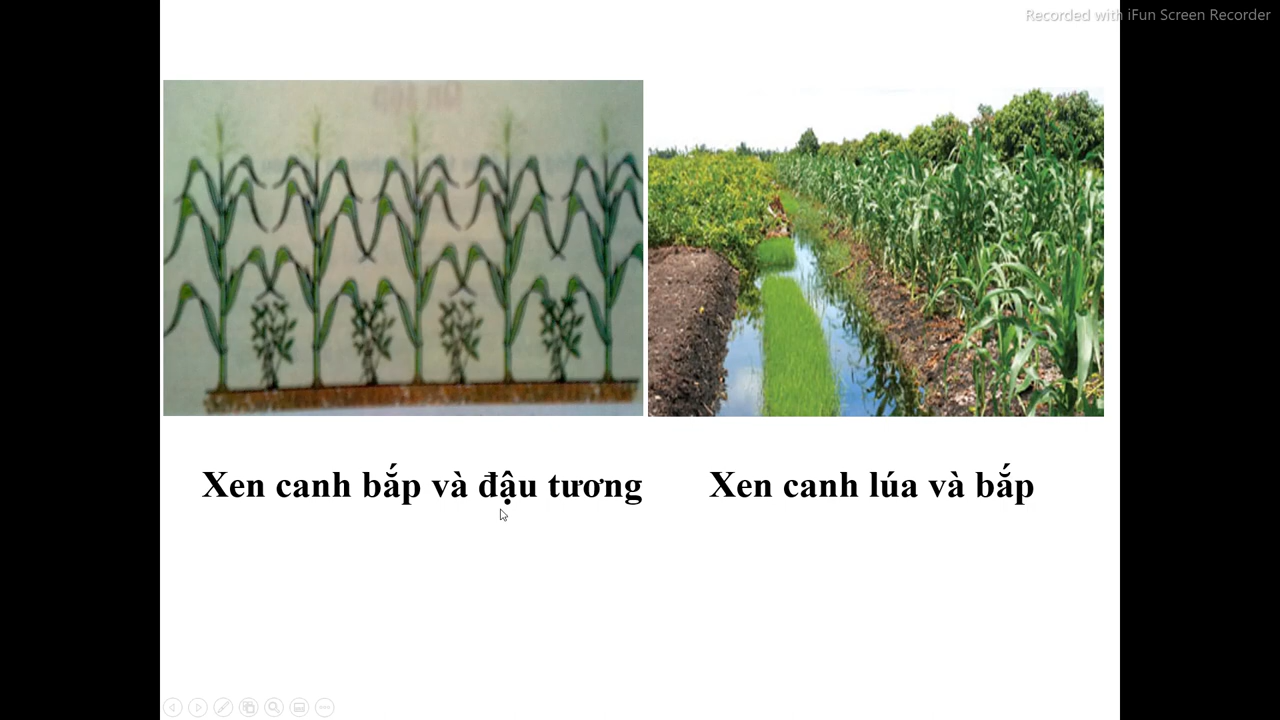 Recorded with iFun Screen Recorder
Xen canh bắp và đậu tương
Xen canh lúa và bắp